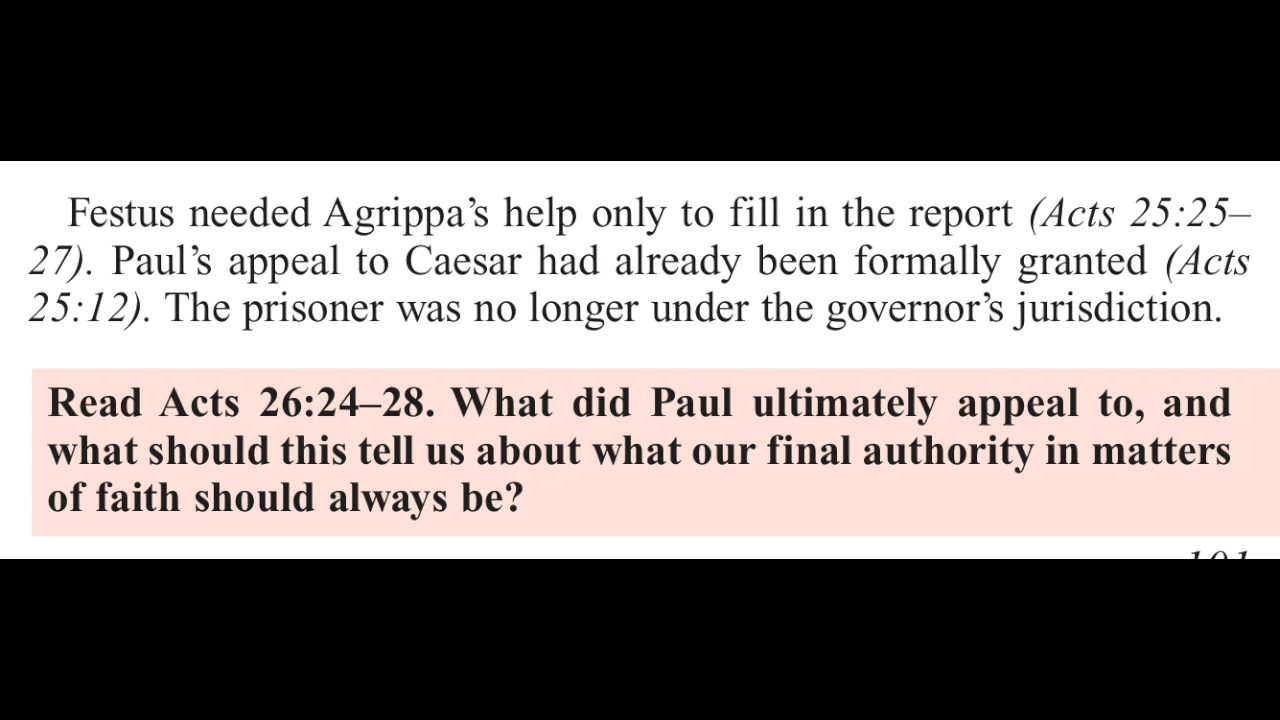 Festus needed Agrippa’s help only to fill in the report (Acts 25:25–
27). Paul’s appeal to Caesar had already been formally granted (Acts
25:12). The prisoner was no longer under the governor’s jurisdiction.
Read Acts 26:24–28. What did Paul ultimately appeal to, and
what should this tell us about what our final authority in matters
of faith should always be?